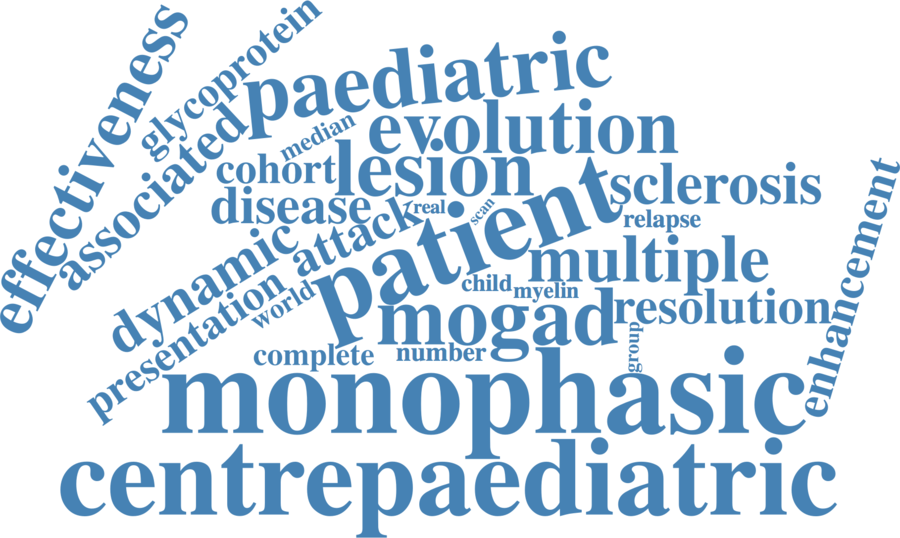 effectiveness
glycoprotein
associated
paediatric
median
evolution
cohort
lesion
disease
real
scan
patient
sclerosis
relapse
attack
dynamic
presentation
world
multiple
child
myelin
mogad
resolution
enhancement
complete
number
group
monophasic
centrepaediatric